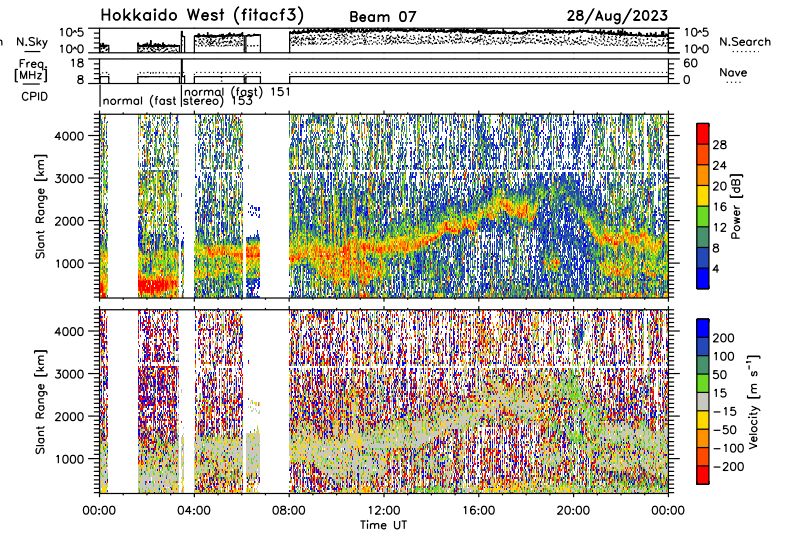 Hokkaido West (fitacf3) Beam 07 28/Aug/2023
n N.Sky 10^5 10^5 N.Search
10^0 10^0
Freq. 18 60 Nave
[MHz] 8 0
CPID normal (fast) 151
normal (fast stereo) 153
Slant Range [km] 4000 3000 2000 1000
Power [dB] 28 24 20 16 12 8 4
Slant Range [km] 4000 3000 2000 1000
Velocity [m s⁻¹] 200 100 50 15 -15 -50 -100 -200
00:00 04:00 08:00 12:00 16:00 20:00 00:00
Time UT